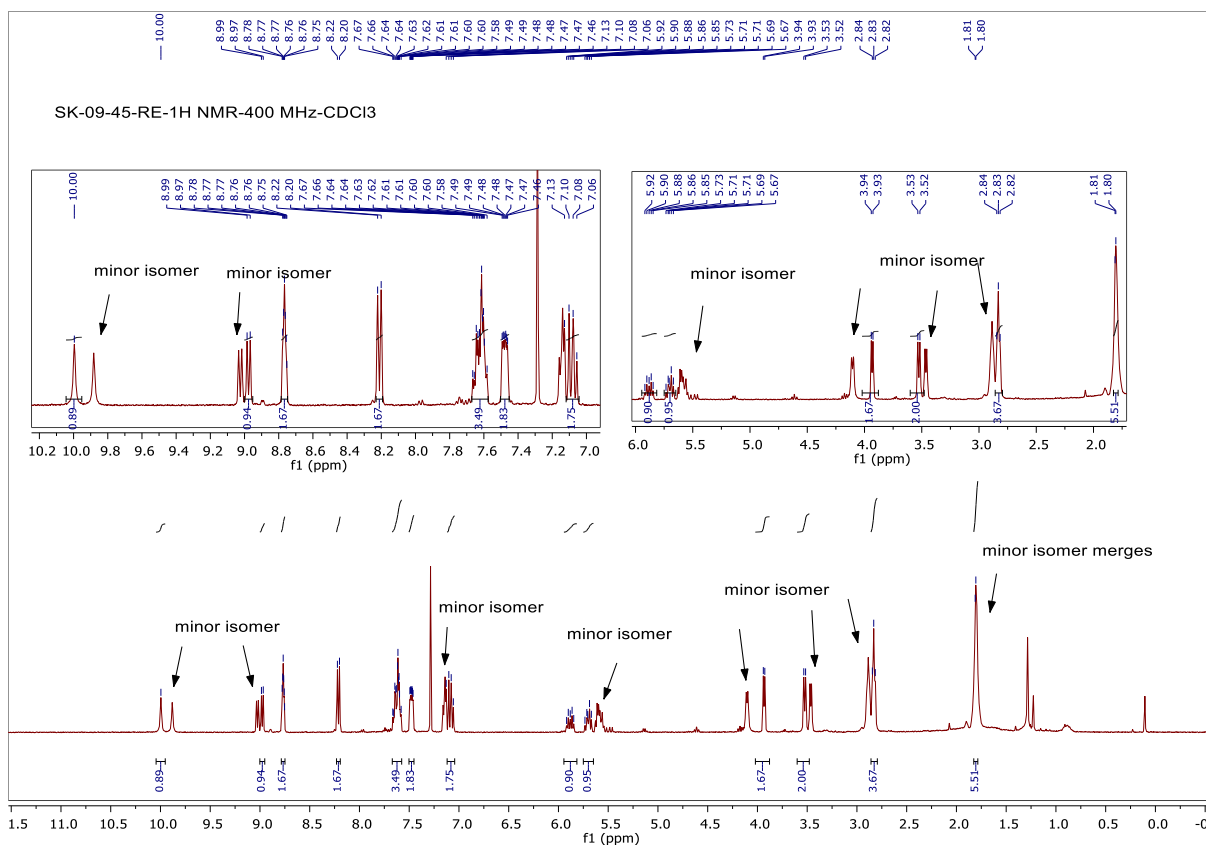 10.00 8.99 8.97 8.78 8.77 8.77 8.76 8.76 8.75 8.22 8.20 7.67 7.66 7.64 7.64 7.63 7.62 7.61 7.61 7.60 7.60 7.58 7.49 7.49 7.48 7.48 7.47 7.47 7.46 7.13 7.10 7.08 7.06 5.92 5.90 5.88 5.86 5.85 5.73 5.71 5.71 5.69 5.67 3.94 3.93 3.53 3.52 2.84 2.83 2.82 1.81 1.80
SK-09-45-RE-1H NMR-400 MHz-CDCl3
10.00 8.99 8.97 8.78 8.77 8.77 8.76 8.76 8.75 8.22 8.20 7.67 7.66 7.64 7.64 7.63 7.62 7.61 7.61 7.60 7.60 7.58 7.49 7.49 7.48 7.48 7.47 7.47 7.46 7.13 7.10 7.08 7.06
minor isomer
minor isomer
0.89 0.94 1.67 1.67 3.49 1.83 1.75
10.2 10.0 9.8 9.6 9.4 9.2 9.0 8.8 8.6 8.4 8.2 8.0 7.8 7.6 7.4 7.2 7.0
f1 (ppm)
5.92 5.90 5.88 5.86 5.85 5.73 5.71 5.71 5.69 5.67 3.94 3.93 3.53 3.52 2.84 2.83 2.82 1.81 1.80
minor isomer
minor isomer
0.90 0.95 1.67 2.00 3.67 5.51
6.0 5.5 5.0 4.5 4.0 3.5 3.0 2.5 2.0
f1 (ppm)
minor isomer merges
minor isomer
minor isomer
minor isomer
minor isomer
0.89 0.94 1.67 1.67 3.49 1.83 1.75 0.90 0.95 1.67 2.00 3.67 5.51
1.5 11.0 10.5 10.0 9.5 9.0 8.5 8.0 7.5 7.0 6.5 6.0 5.5 5.0 4.5 4.0 3.5 3.0 2.5 2.0 1.5 1.0 0.5 0.0 -0
f1 (ppm)